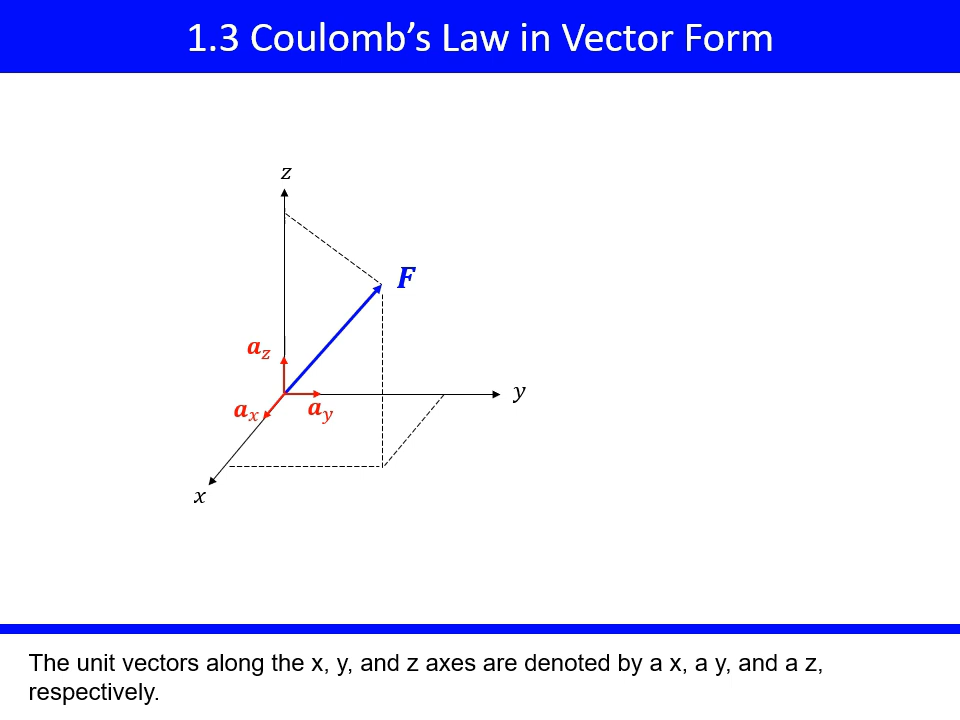 1.3 Coulomb’s Law in Vector Form
z
F
a_z
y
a_x
a_y
x
The unit vectors along the x, y, and z axes are denoted by a x, a y, and a z,
respectively.